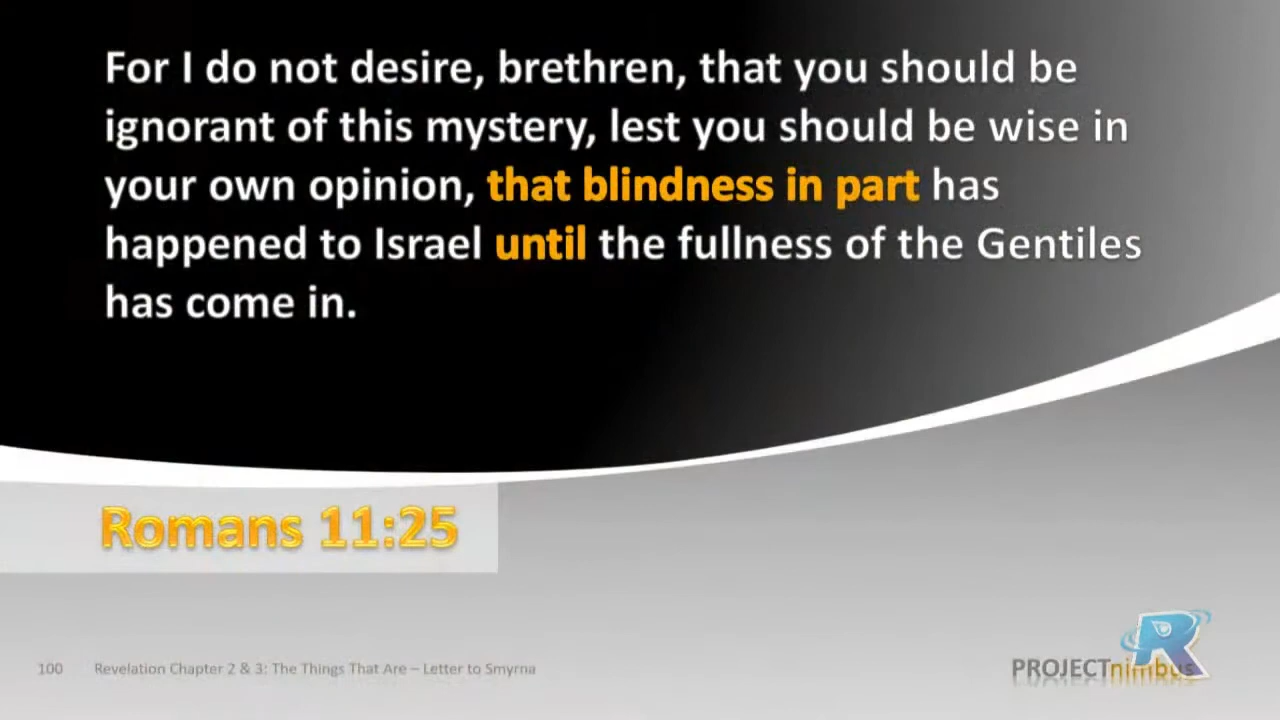 For I do not desire, brethren, that you should be
ignorant of this mystery, lest you should be wise in
your own opinion, that blindness in part has
happened to Israel until the fullness of the Gentiles
has come in.
Romans 11:25
100 Revelation Chapter 2 & 3: The Things That Are – Letter to Smyrna
PROJECTnimbus
R